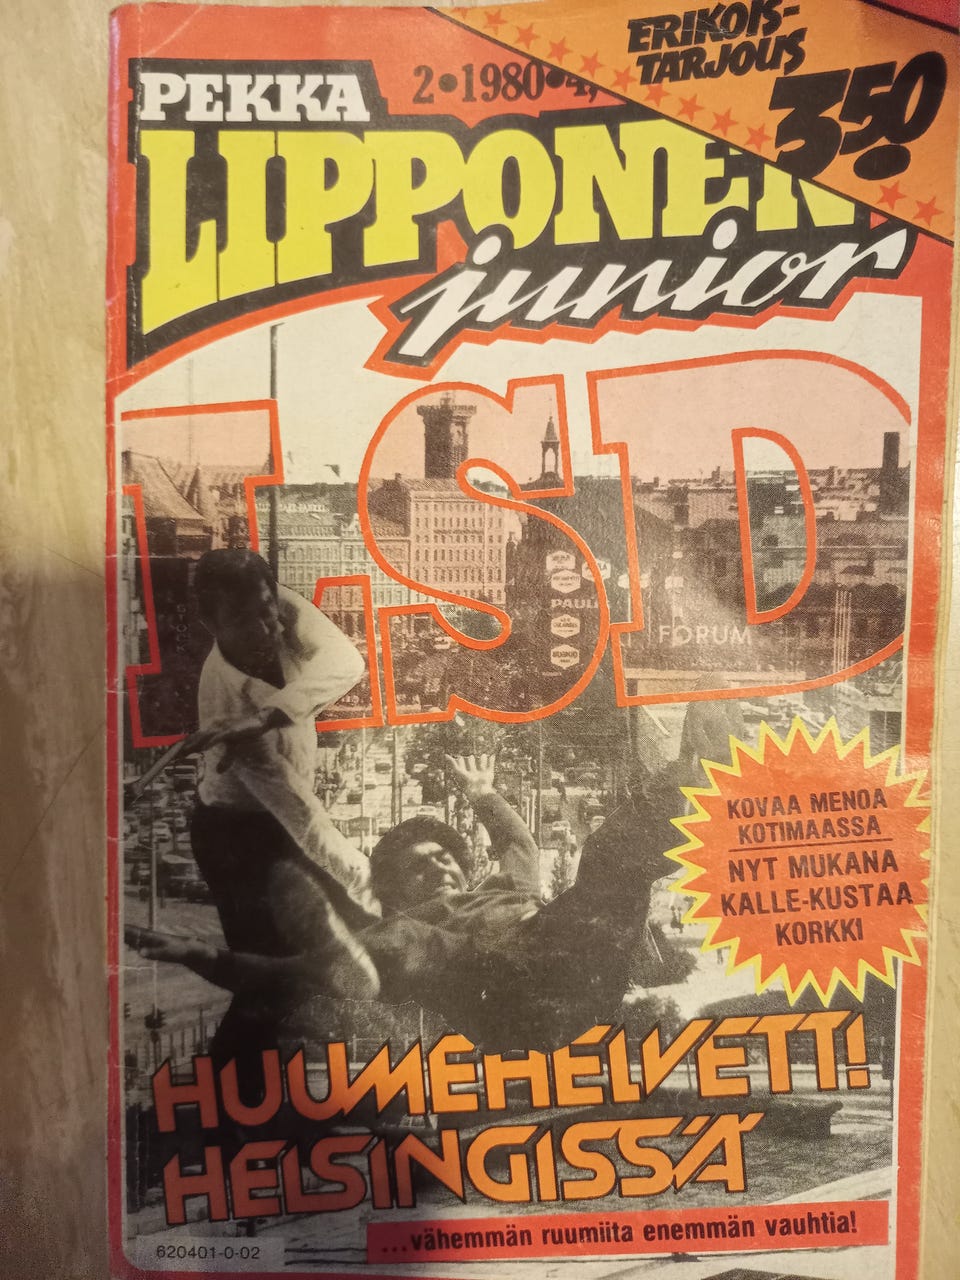 ERIKOIS-
TARJOUS
3.50
PEKKA
2•1980•4,
LIPPONEN
junior
LSD
PAULI
FORUM
KOVAA MENOA
KOTIMAASSA
NYT MUKANA
KALLE-KUSTAA
KORKKI
HUUMEHELVETTI
HELSINGISSÄ
...vähemmän ruumiita enemmän vauhtia!
620401-0-02